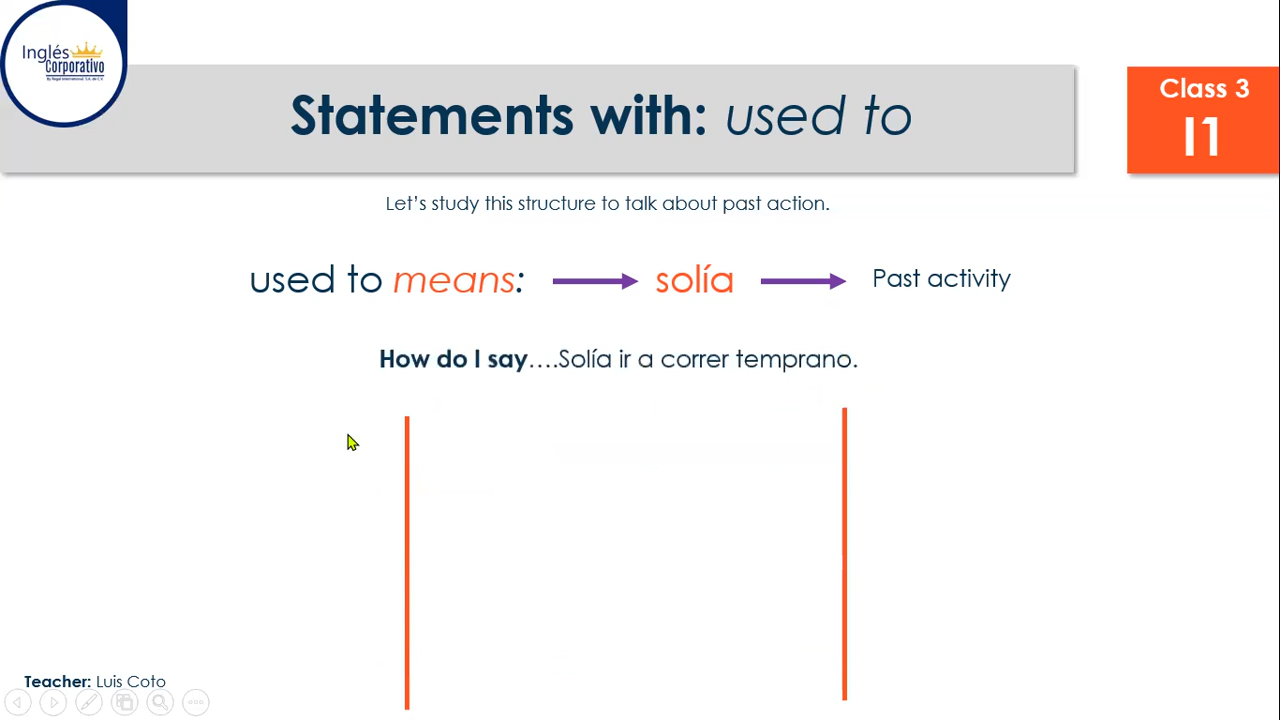 Inglés
Corporativo
Statements with: used to
Class 3
I1
Let’s study this structure to talk about past action.
used to means:
solía
Past activity
How do I say….Solía ir a correr temprano.
Teacher: Luis Coto